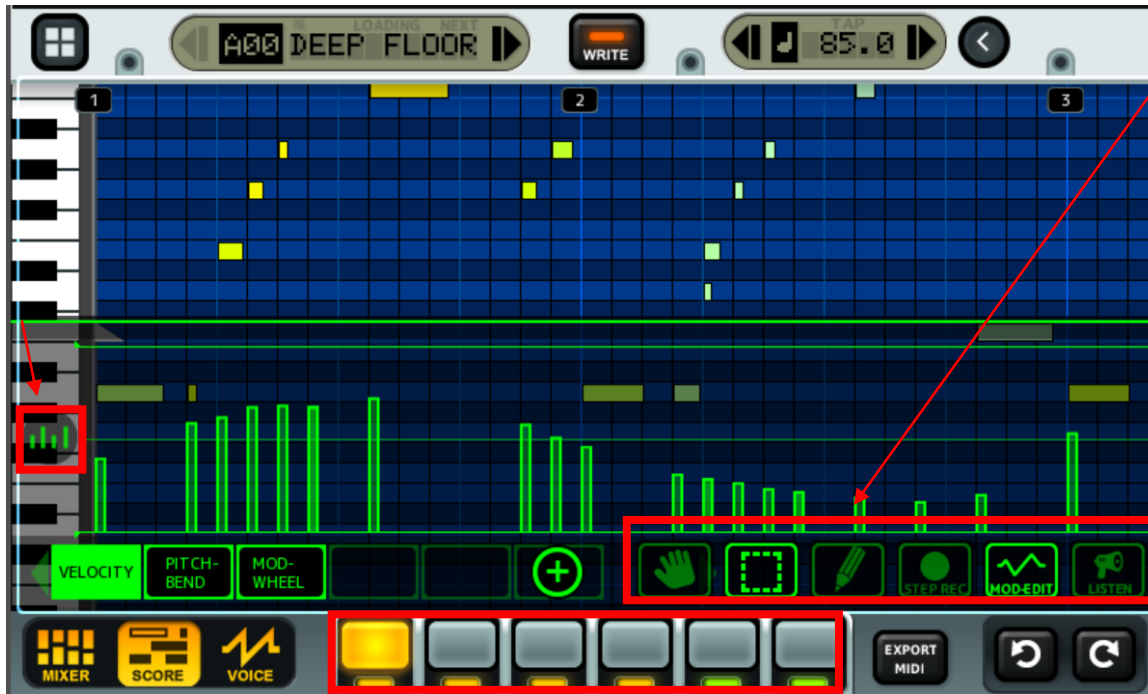 LOADING NEXT
A00 DEEP FLOOR
WRITE
TAP
85.0
1
2
3
VELOCITY
PITCH-
BEND
MOD-
WHEEL
STEP REC
MOD-EDIT
LISTEN
MIXER
SCORE
VOICE
EXPORT
MIDI